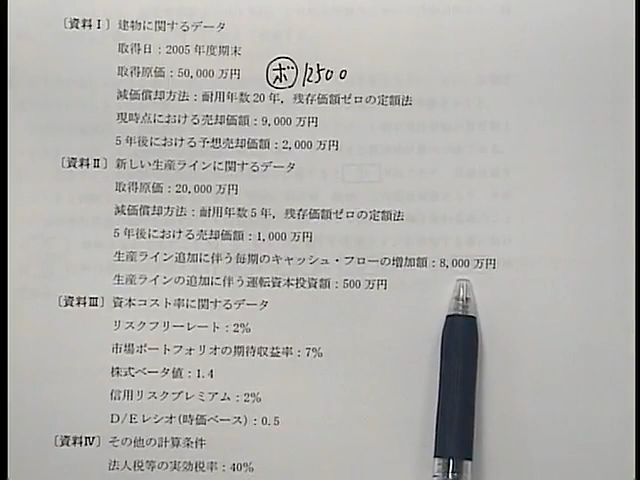 〔資料Ⅰ〕建物に関するデータ
取得日：2005年度期末
取得原価：50,000万円 ㋭ 12500
減価償却方法：耐用年数20年，残存価額ゼロの定額法
現時点における売却価額：9,000万円
5年後における予想売却価額：2,000万円
〔資料Ⅱ〕新しい生産ラインに関するデータ
取得原価：20,000万円
減価償却方法：耐用年数5年，残存価額ゼロの定額法
5年後における売却価額：1,000万円
生産ライン追加に伴う毎期のキャッシュ・フローの増加額：8,000万円
生産ラインの追加に伴う運転資本投資額：500万円
〔資料Ⅲ〕資本コスト率に関するデータ
リスクフリーレート：2%
市場ポートフォリオの期待収益率：7%
株式ベータ値：1.4
信用リスクプレミアム：2%
D/Eレシオ(時価ベース)：0.5
〔資料Ⅳ〕その他の計算条件
法人税等の実効税率：40%